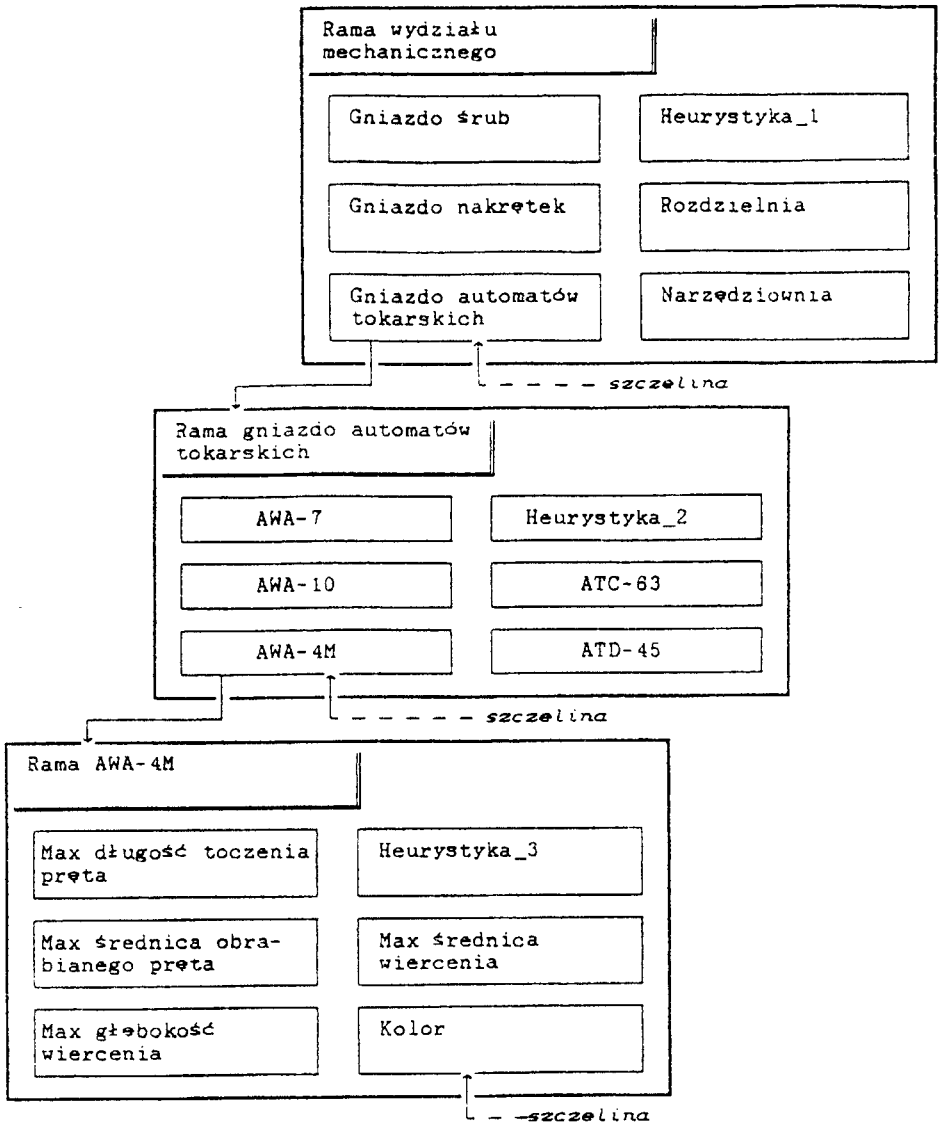 Rama wydziału
mechanicznego
Gniazdo śrub
Heurystyka_1
Gniazdo nakrętek
Rozdzielnia
Gniazdo automatów
tokarskich
Narzędziownia
szczelina
Rama gniazdo automatów
tokarskich
AWA-7
Heurystyka_2
AWA-10
ATC-63
AWA-4M
ATD-45
szczelina
Rama AWA-4M
Max długość toczenia
pręta
Heurystyka_3
Max średnica obra-
bianego pręta
Max średnica
wiercenia
Max głębokość
wiercenia
Kolor
szczelina